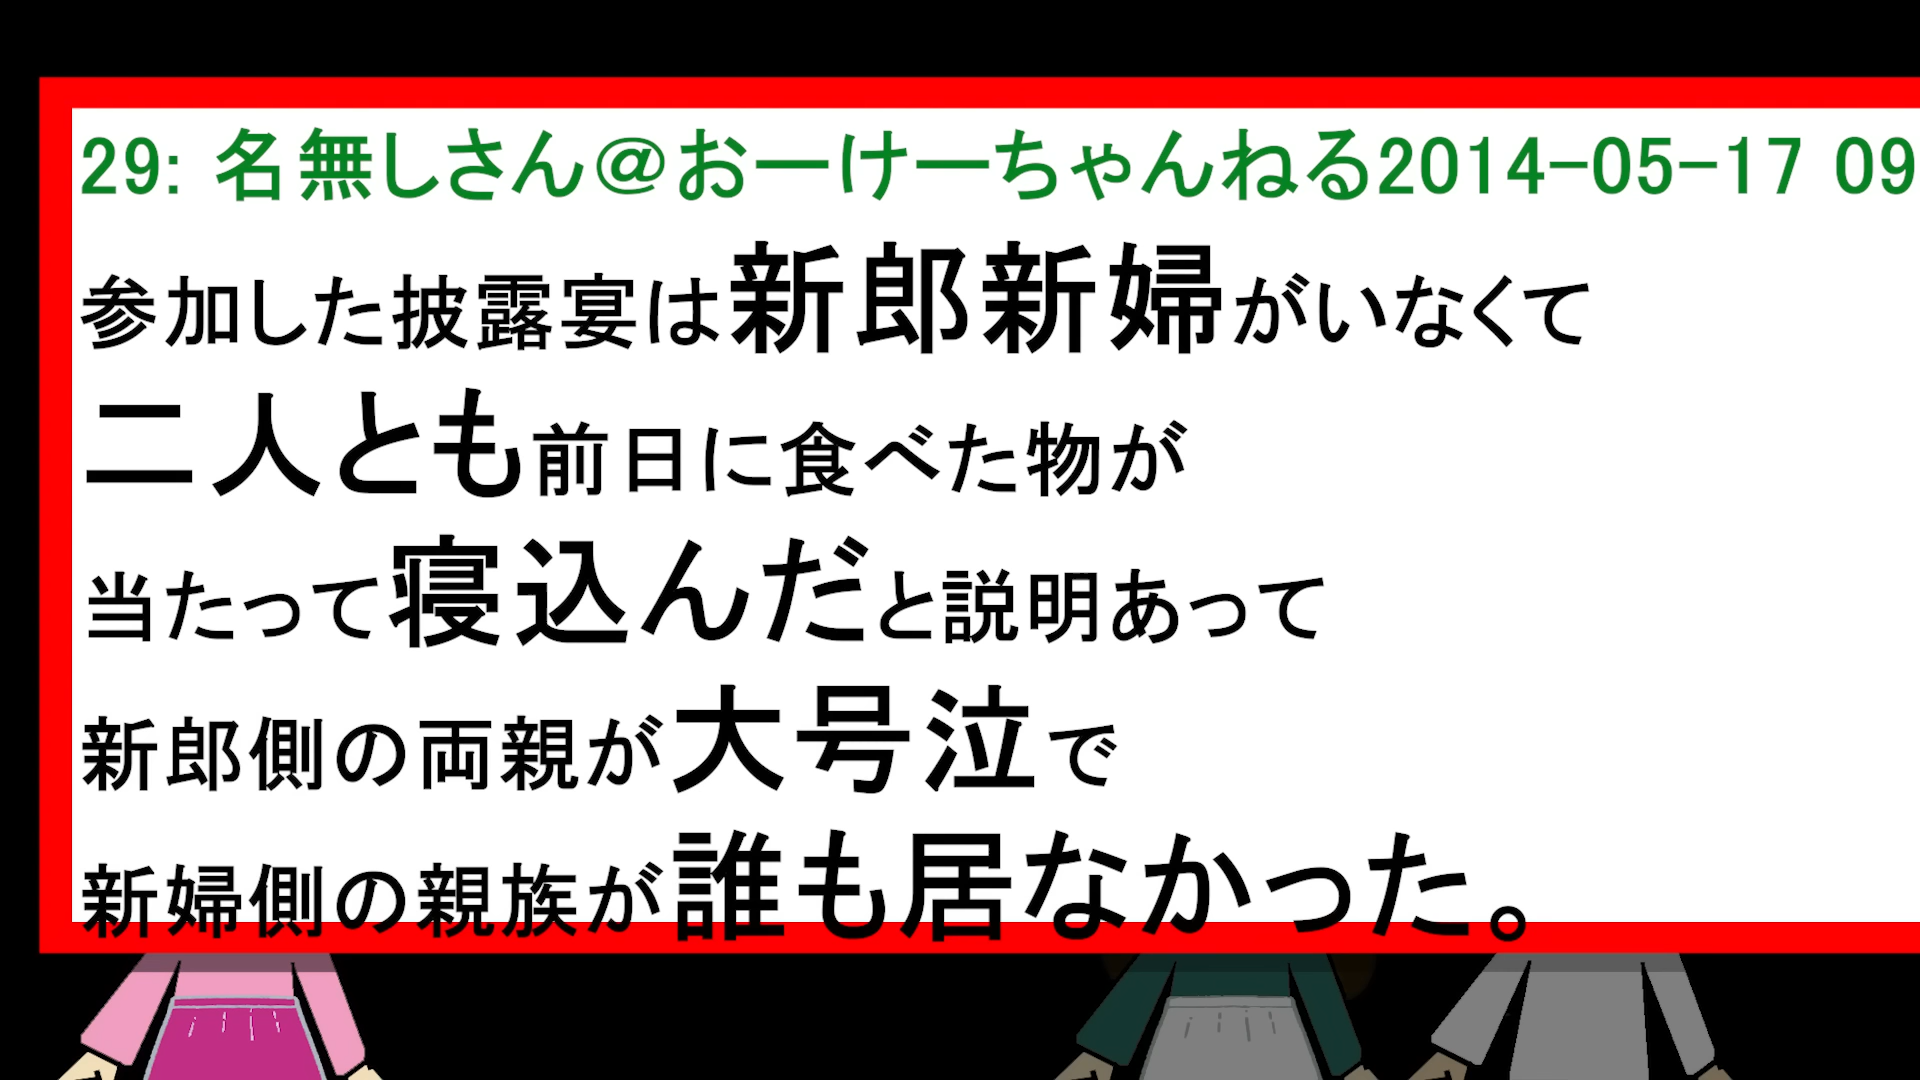 29: 名無しさん＠おーけーちゃんねる2014-05-17 09
参加した披露宴は新郎新婦がいなくて
二人とも前日に食べた物が
当たって寝込んだと説明あって
新郎側の両親が大号泣で
新婦側の親族が誰も居なかった。